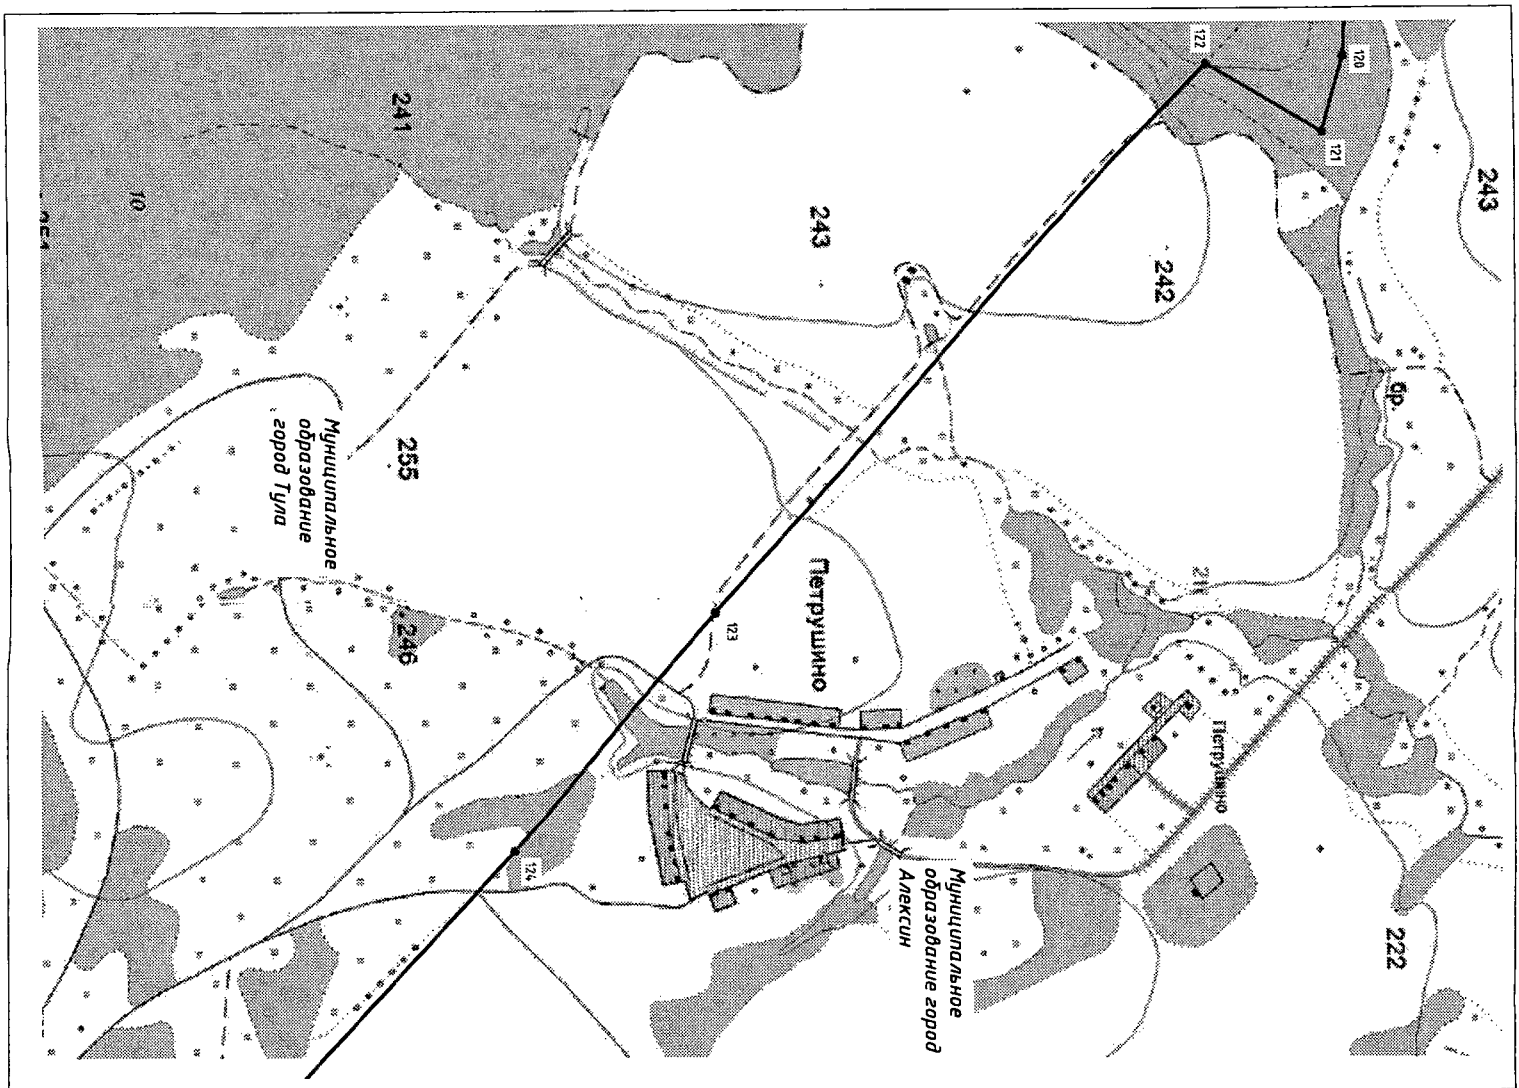 120
122
121
241
243
10
243
242
бр.
Муниципальное
образование
город Тула
255
Петрушино
123
246
Петрушино
124
Муниципальное
образование город
Алексин
222